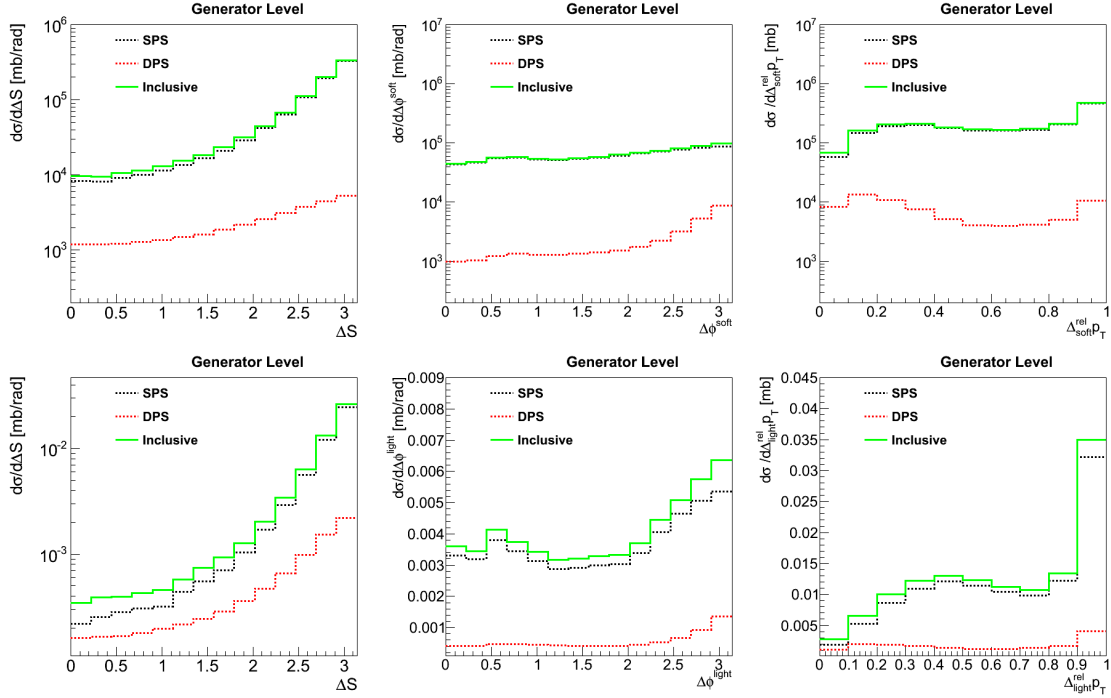 Generator Level
dσ/dΔS [mb/rad]
10⁶
10⁵
10⁴
10³
SPS
DPS
Inclusive
0 0.5 1 1.5 2 2.5 3
ΔS
Generator Level
dσ/dΔϕ^soft [mb/rad]
10⁷
10⁶
10⁵
10⁴
10³
SPS
DPS
Inclusive
0 0.5 1 1.5 2 2.5 3
Δϕ^soft
Generator Level
dσ/dΔ^rel_soft p_T [mb]
10⁷
10⁶
10⁵
10⁴
10³
SPS
DPS
Inclusive
0 0.2 0.4 0.6 0.8 1
Δ^rel_soft p_T
Generator Level
dσ/dΔS [mb/rad]
10⁻²
10⁻³
SPS
DPS
Inclusive
0 0.5 1 1.5 2 2.5 3
ΔS
Generator Level
dσ/dΔϕ^light [mb/rad]
0.009
0.008
0.007
0.006
0.005
0.004
0.003
0.002
0.001
SPS
DPS
Inclusive
0 0.5 1 1.5 2 2.5 3
Δϕ^light
Generator Level
dσ/dΔ^rel_light p_T [mb]
0.045
0.04
0.035
0.03
0.025
0.02
0.015
0.01
0.005
SPS
DPS
Inclusive
0 0.1 0.2 0.3 0.4 0.5 0.6 0.7 0.8 0.9 1
Δ^rel_light p_T